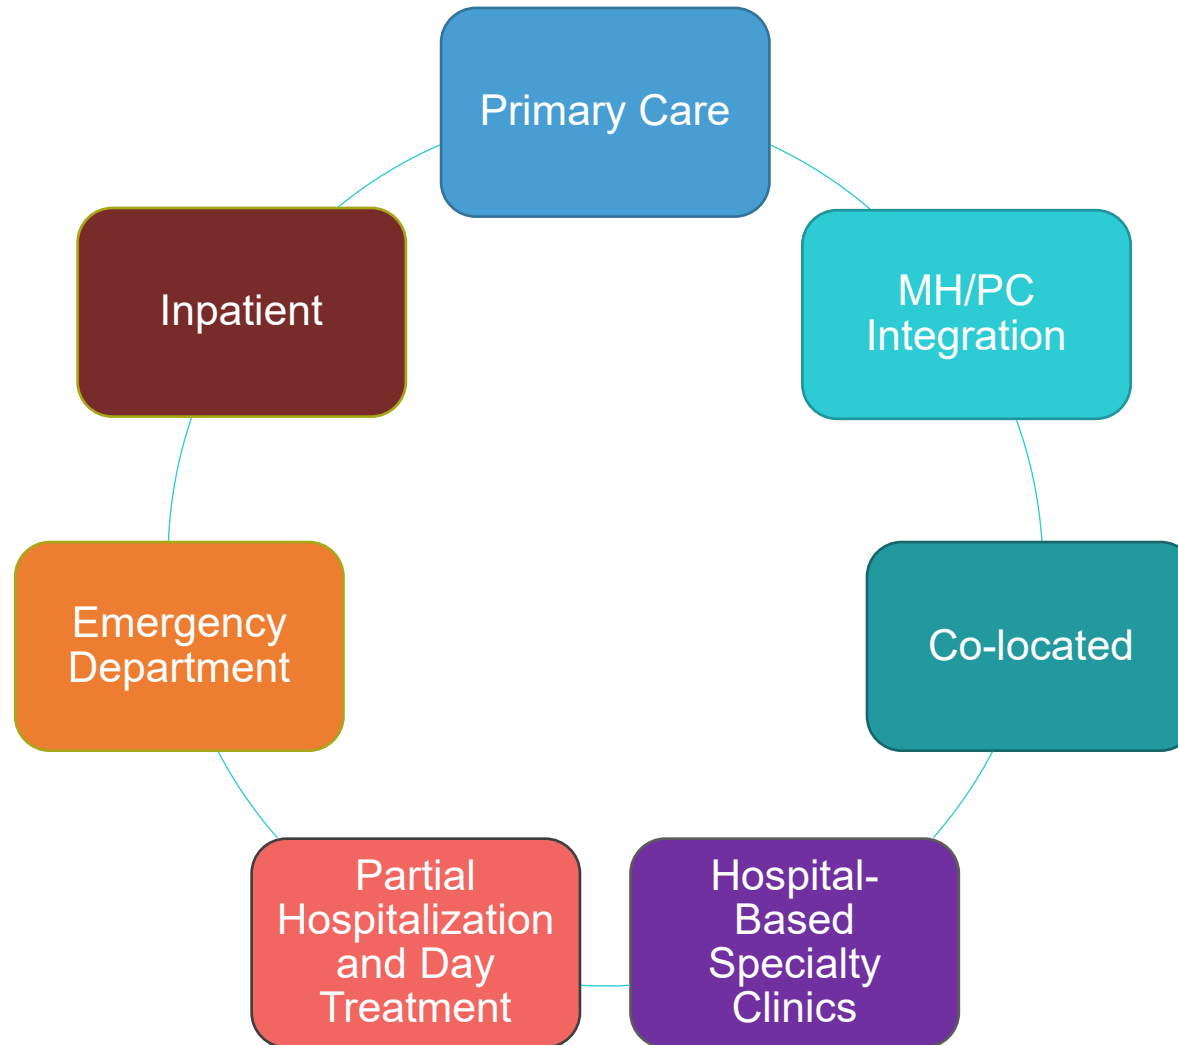 Primary Care
MH/PC
Integration
Co-located
Hospital-
Based
Specialty
Clinics
Partial
Hospitalization
and Day
Treatment
Emergency
Department
Inpatient